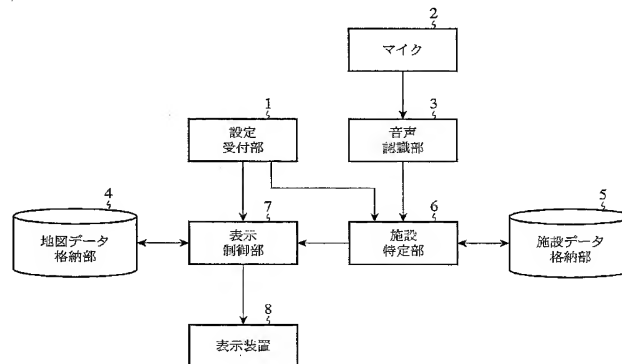 2
マイク
1
設定
受付部
3
音声
認識部
4
地図データ
格納部
7
表示
制御部
6
施設
特定部
5
施設データ
格納部
8
表示装置